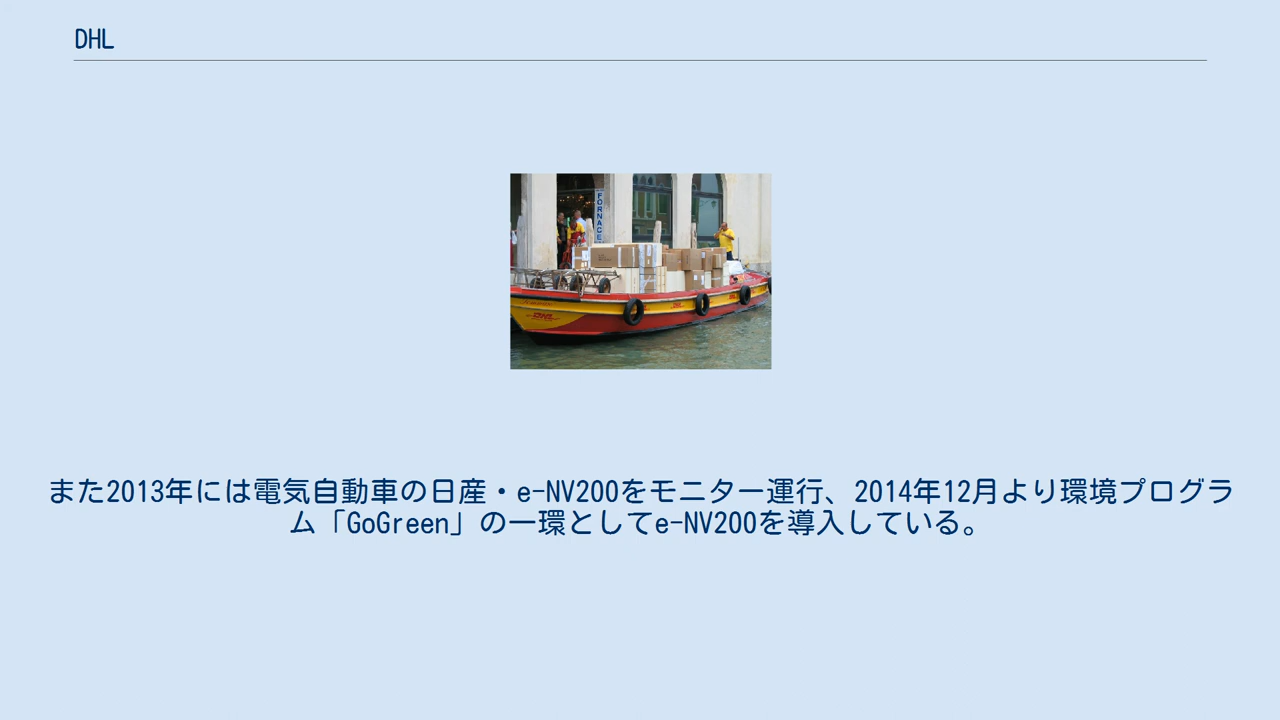 DHL
FORNACE
DHL
DHL
また2013年には電気自動車の日産・e-NV200をモニター運行、2014年12月より環境プログラ
ム「GoGreen」の一環としてe-NV200を導入している。